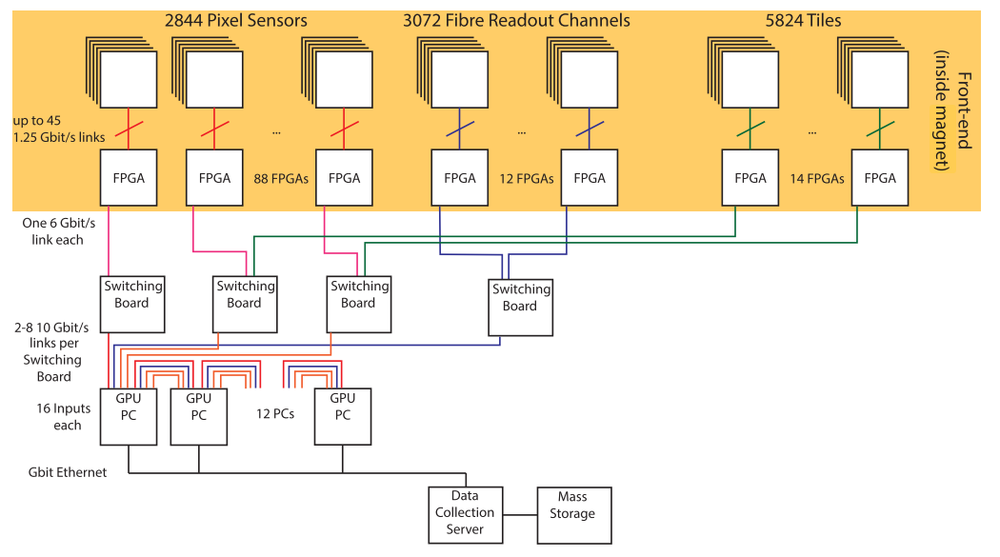 2844 Pixel Sensors
3072 Fibre Readout Channels
5824 Tiles
Front-end
(inside magnet)
up to 45
1.25 Gbit/s links
...
...
...
FPGA
FPGA
88 FPGAs
FPGA
FPGA
12 FPGAs
FPGA
FPGA
14 FPGAs
FPGA
One 6 Gbit/s
link each
Switching
Board
Switching
Board
Switching
Board
Switching
Board
2-8 10 Gbit/s
links per
Switching
Board
16 Inputs
each
GPU
PC
GPU
PC
12 PCs
GPU
PC
Gbit Ethernet
Data
Collection
Server
Mass
Storage